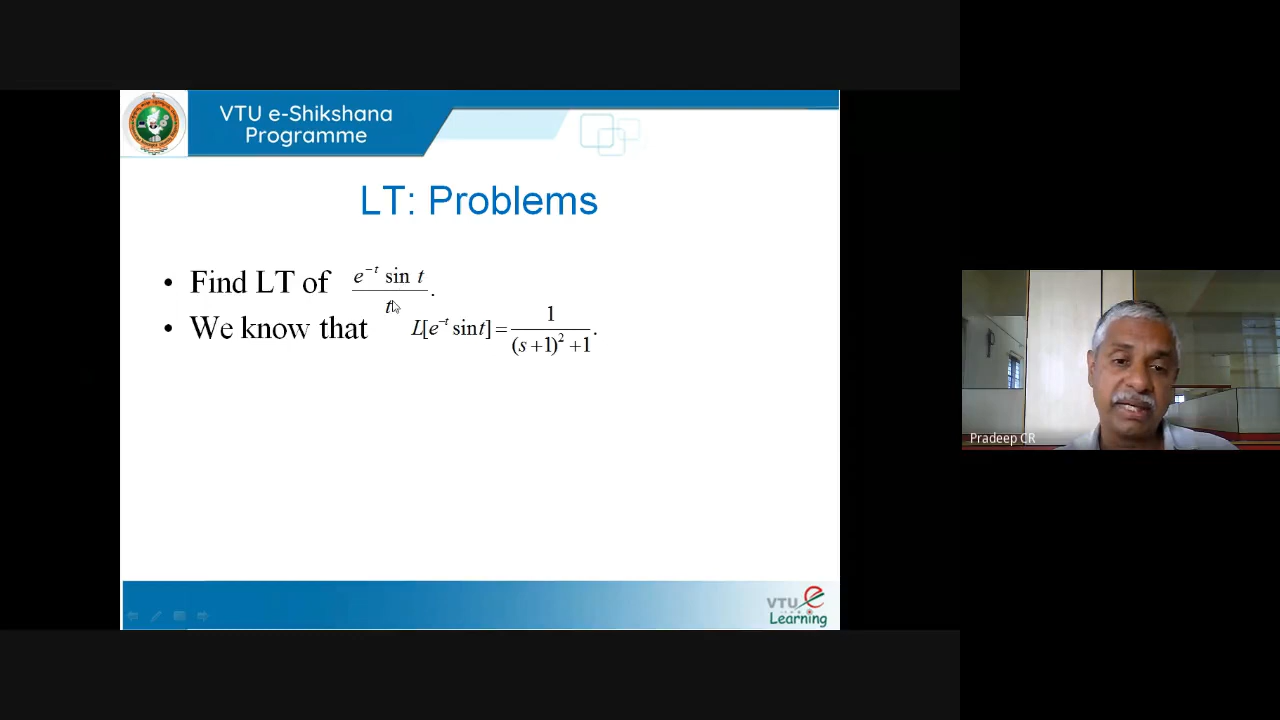 VTU e-Shikshana
Programme
LT: Problems
• Find LT of e^{-t} sin t / t.
• We know that L[e^{-t} sin t] = 1 / ((s+1)^2 + 1).
Pradeep CR
VTU e
Learning